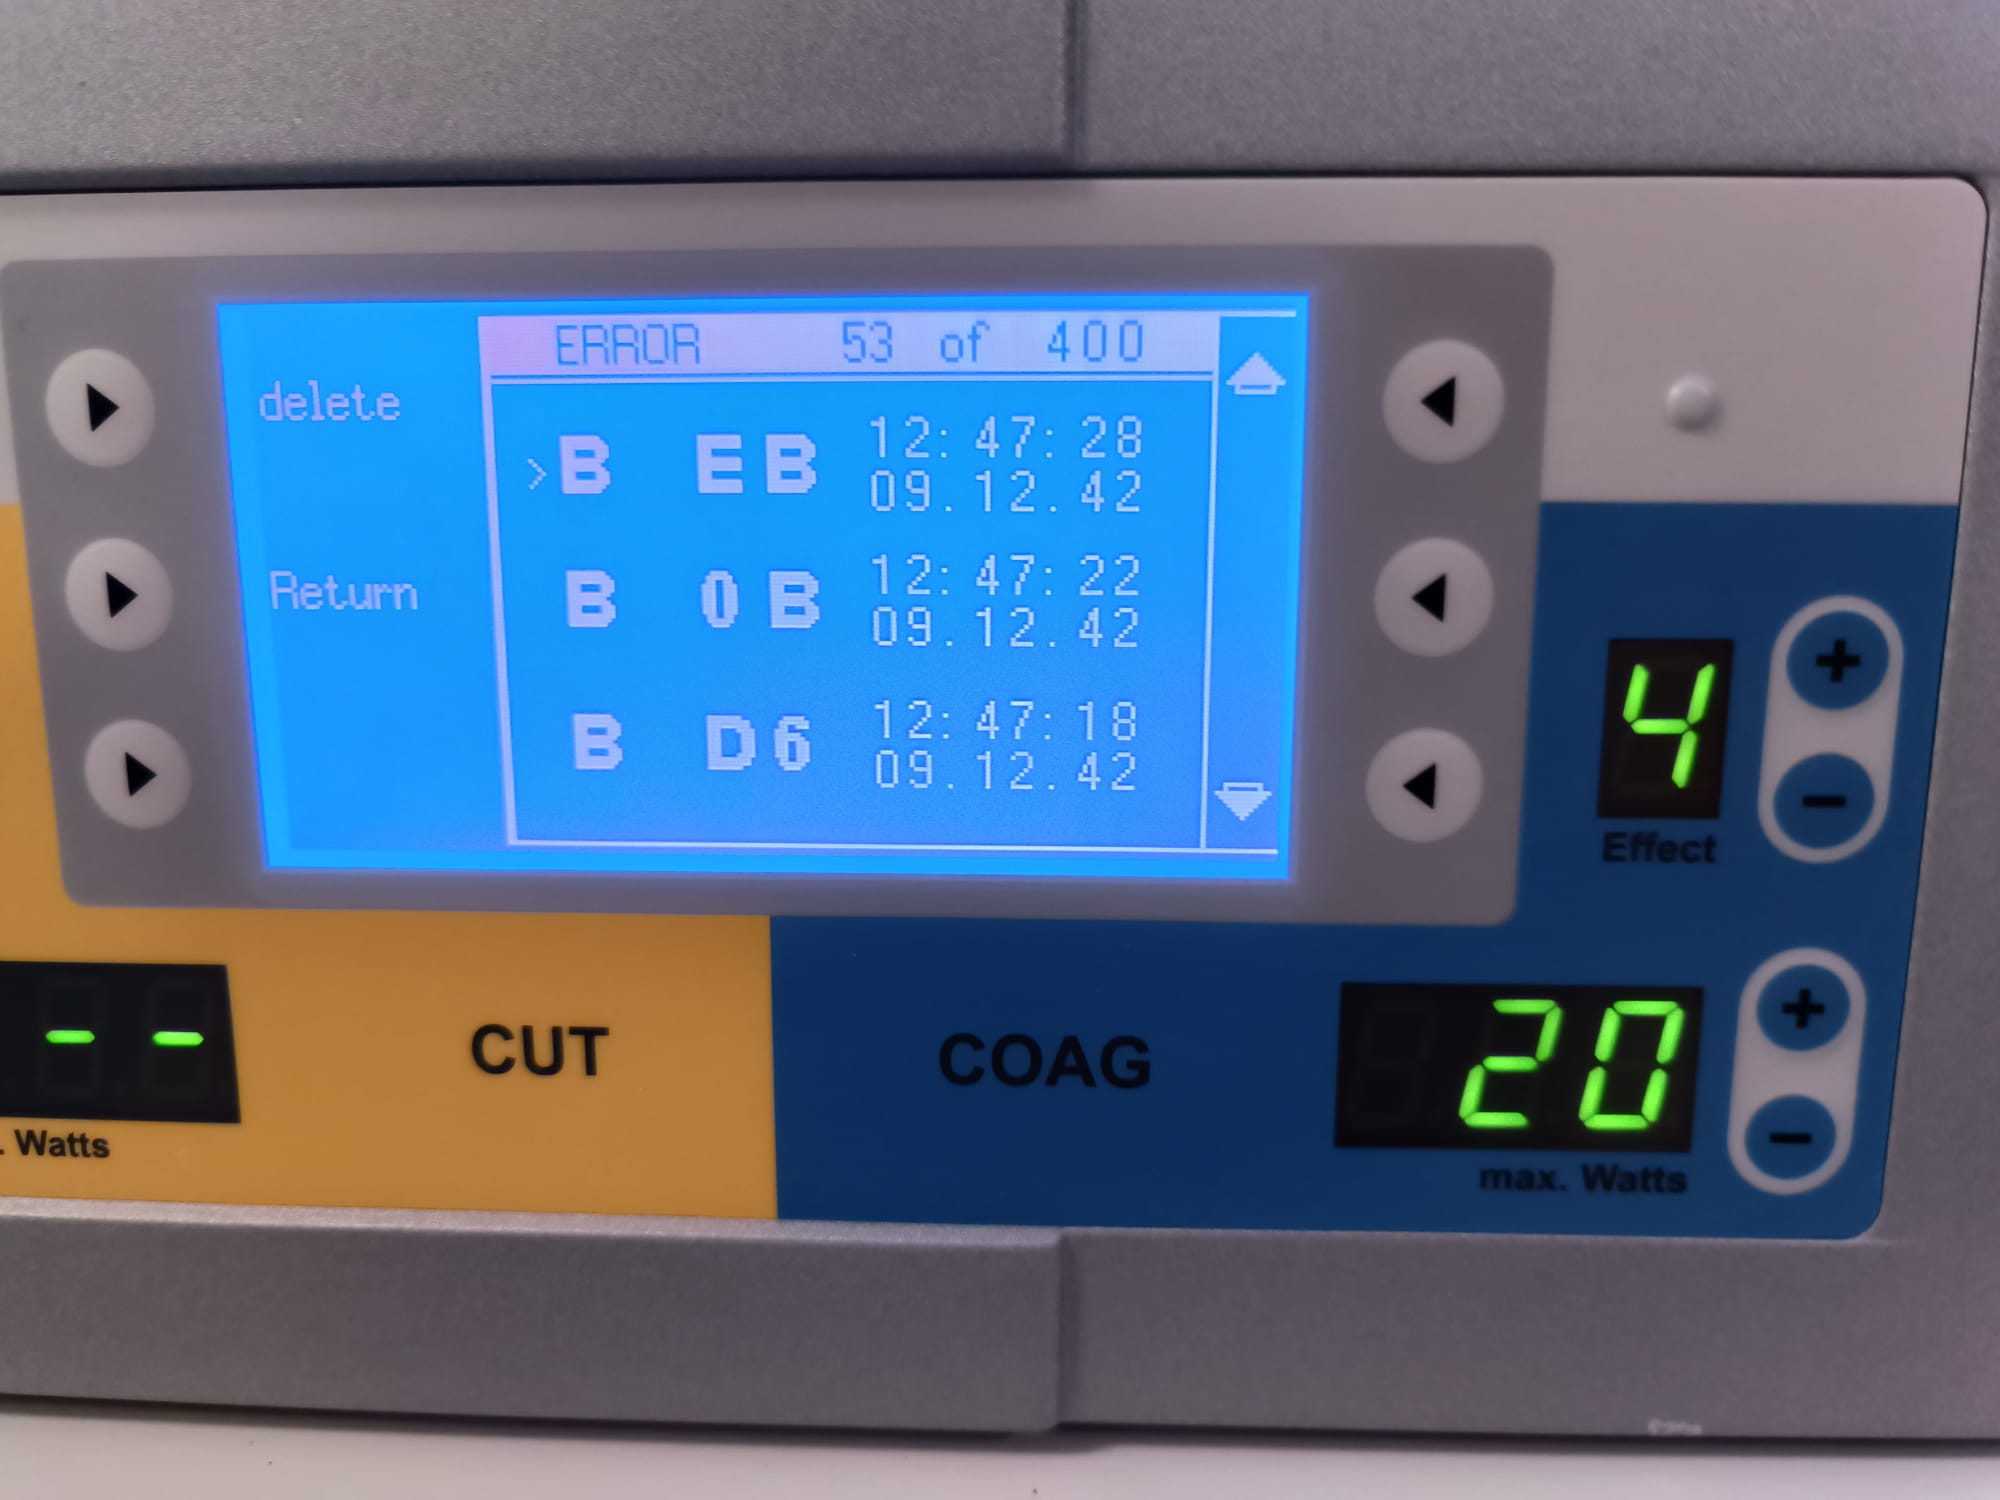 ERROR 53 of 400
delete
>B EB 12:47:28
09.12.42
Return
B 0B 12:47:22
09.12.42
B D6 12:47:18
09.12.42
4
Effect
--
CUT
COAG
20
. Watts
max. Watts